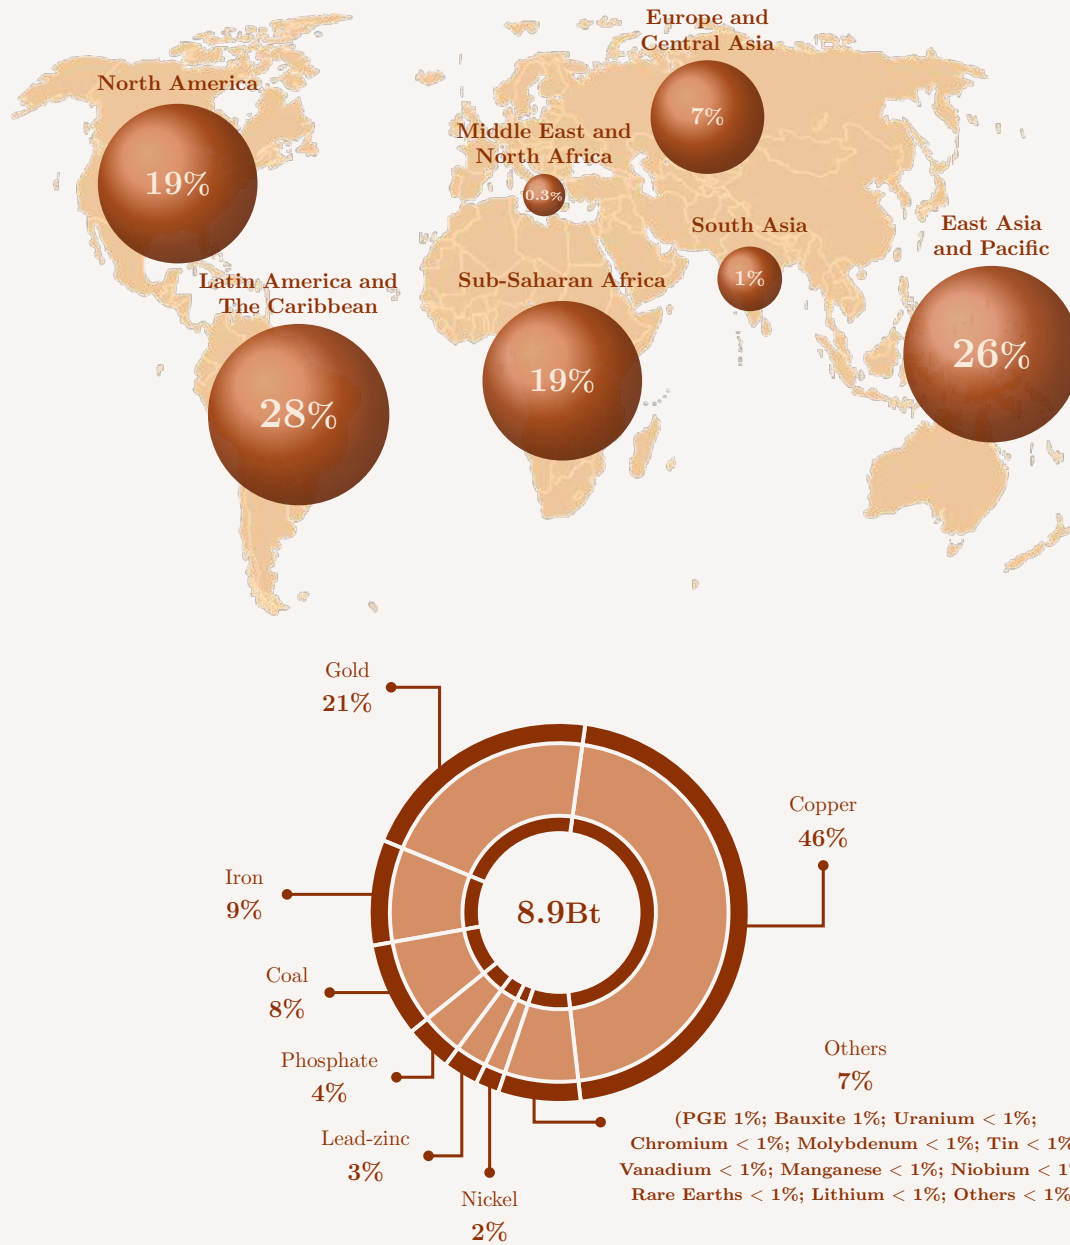 Europe and
Central Asia
7%
North America
19%
Middle East and
North Africa
0.3%
South Asia
1%
East Asia
and Pacific
26%
Latin America and
The Caribbean
28%
Sub-Saharan Africa
19%
Gold
21%
Copper
46%
Iron
9%
8.9Bt
Coal
8%
Phosphate
4%
Lead-zinc
3%
Nickel
2%
Others
7%
(PGE 1%; Bauxite 1%; Uranium < 1%;
Chromium < 1%; Molybdenum < 1%; Tin < 1%
Vanadium < 1%; Manganese < 1%; Niobium < 1%
Rare Earths < 1%; Lithium < 1%; Others < 1%